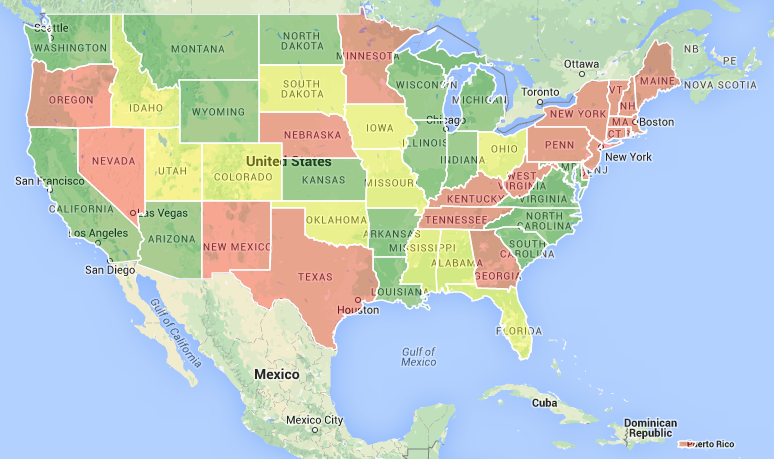 Seattle
WASHINGTON
MONTANA
NORTH
DAKOTA
MINNESOTA
OREGON
IDAHO
WYOMING
SOUTH
DAKOTA
WISCONSIN
MICHIGAN
Ottawa
Toronto
NB
PE
NOVA SCOTIA
MAINE
VT
NH
NEW YORK
MA
Boston
CT
RI
New York
NJ
PENN
MD
NEVADA
UTAH
COLORADO
NEBRASKA
United States
KANSAS
IOWA
Chicago
ILLINOIS
INDIANA
OHIO
MISSOURI
WEST
VIRGINIA
VIRGINIA
KENTUCKY
San Francisco
CALIFORNIA
Las Vegas
Los Angeles
San Diego
ARIZONA
NEW MEXICO
OKLAHOMA
ARKANSAS
TENNESSEE
NORTH
CAROLINA
SOUTH
CAROLINA
MISSISSIPPI
ALABAMA
GEORGIA
TEXAS
LOUISIANA
Houston
FLORIDA
Gulf of California
Gulf of
Mexico
Mexico
Mexico City
Cuba
Dominican
Republic
Puerto Rico